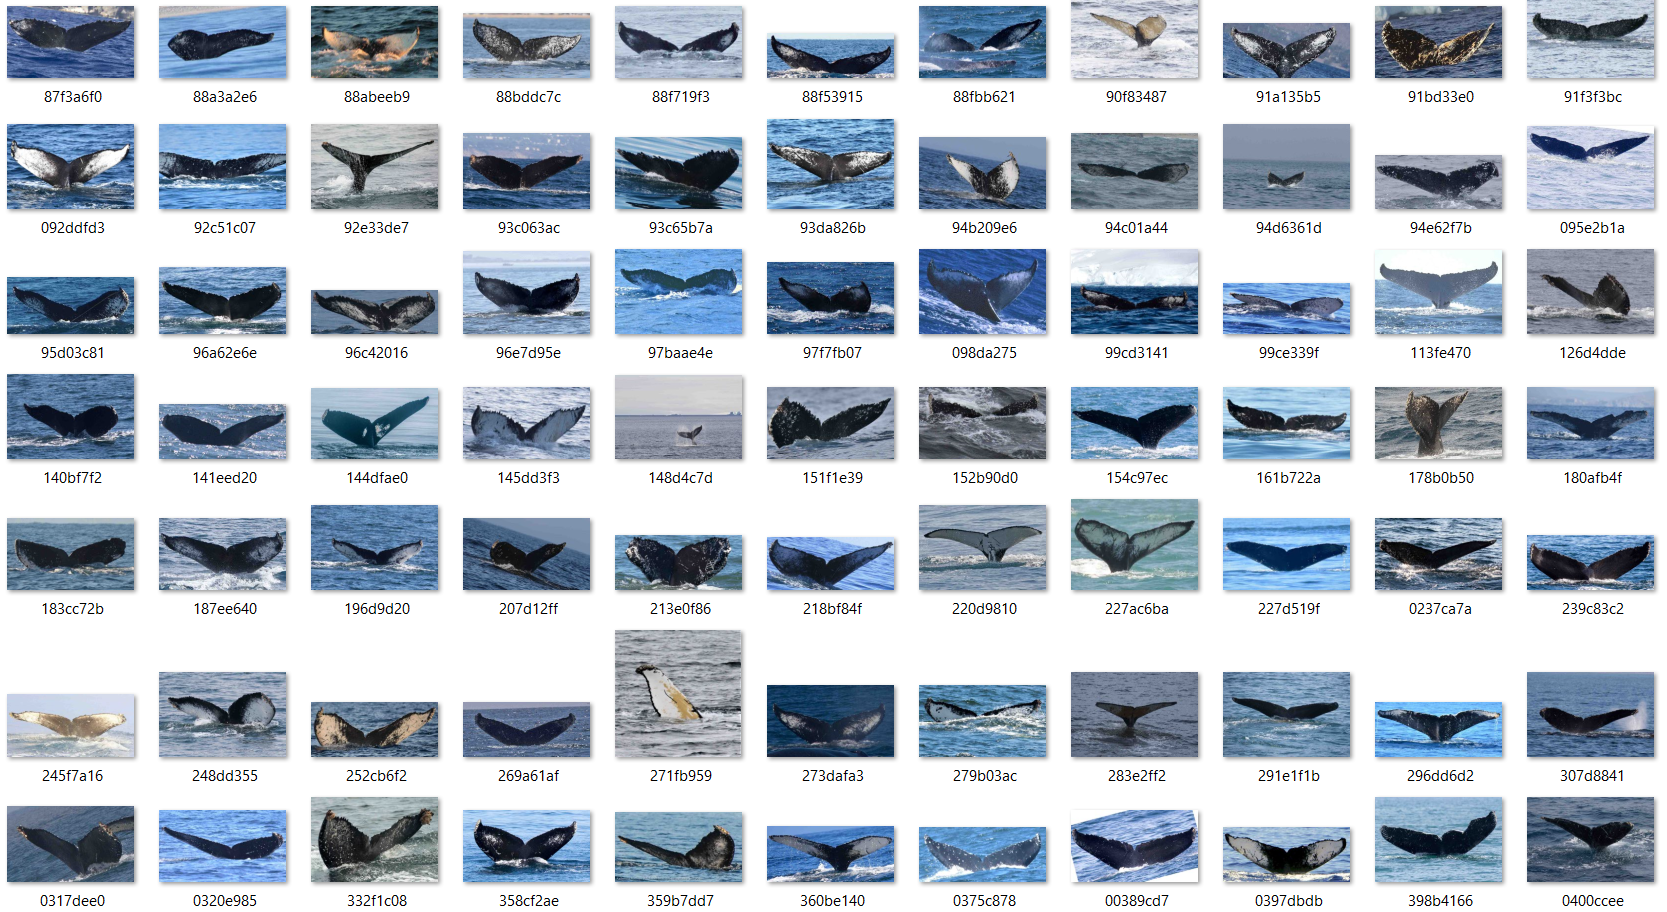 87f3a6f0 88a3a2e6 88abeeb9 88bddc7c 88f719f3 88f53915 88fbb621 90f83487 91a135b5 91bd33e0 91f3f3bc
092ddfd3 92c51c07 92e33de7 93c063ac 93c65b7a 93da826b 94b209e6 94c01a44 94d6361d 94e62f7b 095e2b1a
95d03c81 96a62e6e 96c42016 96e7d95e 97baae4e 97f7fb07 098da275 99cd3141 99ce339f 113fe470 126d4dde
140bf7f2 141eed20 144dfae0 145dd3f3 148d4c7d 151f1e39 152b90d0 154c97ec 161b722a 178b0b50 180afb4f
183cc72b 187ee640 196d9d20 207d12ff 213e0f86 218bf84f 220d9810 227ac6ba 227d519f 0237ca7a 239c83c2
245f7a16 248dd355 252cb6f2 269a61af 271fb959 273dafa3 279b03ac 283e2ff2 291e1f1b 296dd6d2 307d8841
0317dee0 0320e985 332f1c08 358cf2ae 359b7dd7 360be140 0375c878 00389cd7 0397dbdb 398b4166 0400ccee